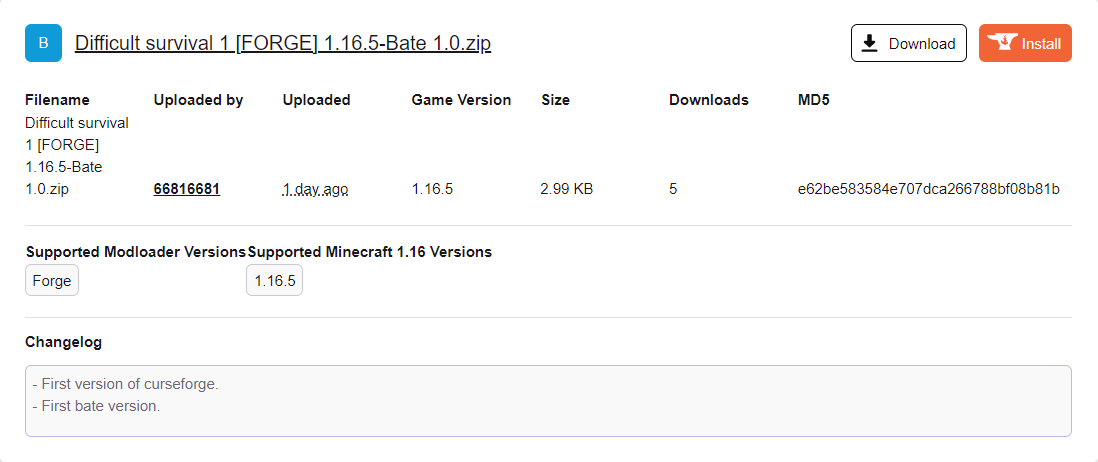 B
Difficult survival 1 [FORGE] 1.16.5-Bate 1.0.zip
Download
Install
Filename
Uploaded by
Uploaded
Game Version
Size
Downloads
MD5
Difficult survival
1 [FORGE]
1.16.5-Bate
1.0.zip
66816681
1 day ago
1.16.5
2.99 KB
5
e62be583584e707dca266788bf08b81b
Supported Modloader Versions
Supported Minecraft 1.16 Versions
Forge
1.16.5
Changelog
- First version of curseforge.
- First bate version.